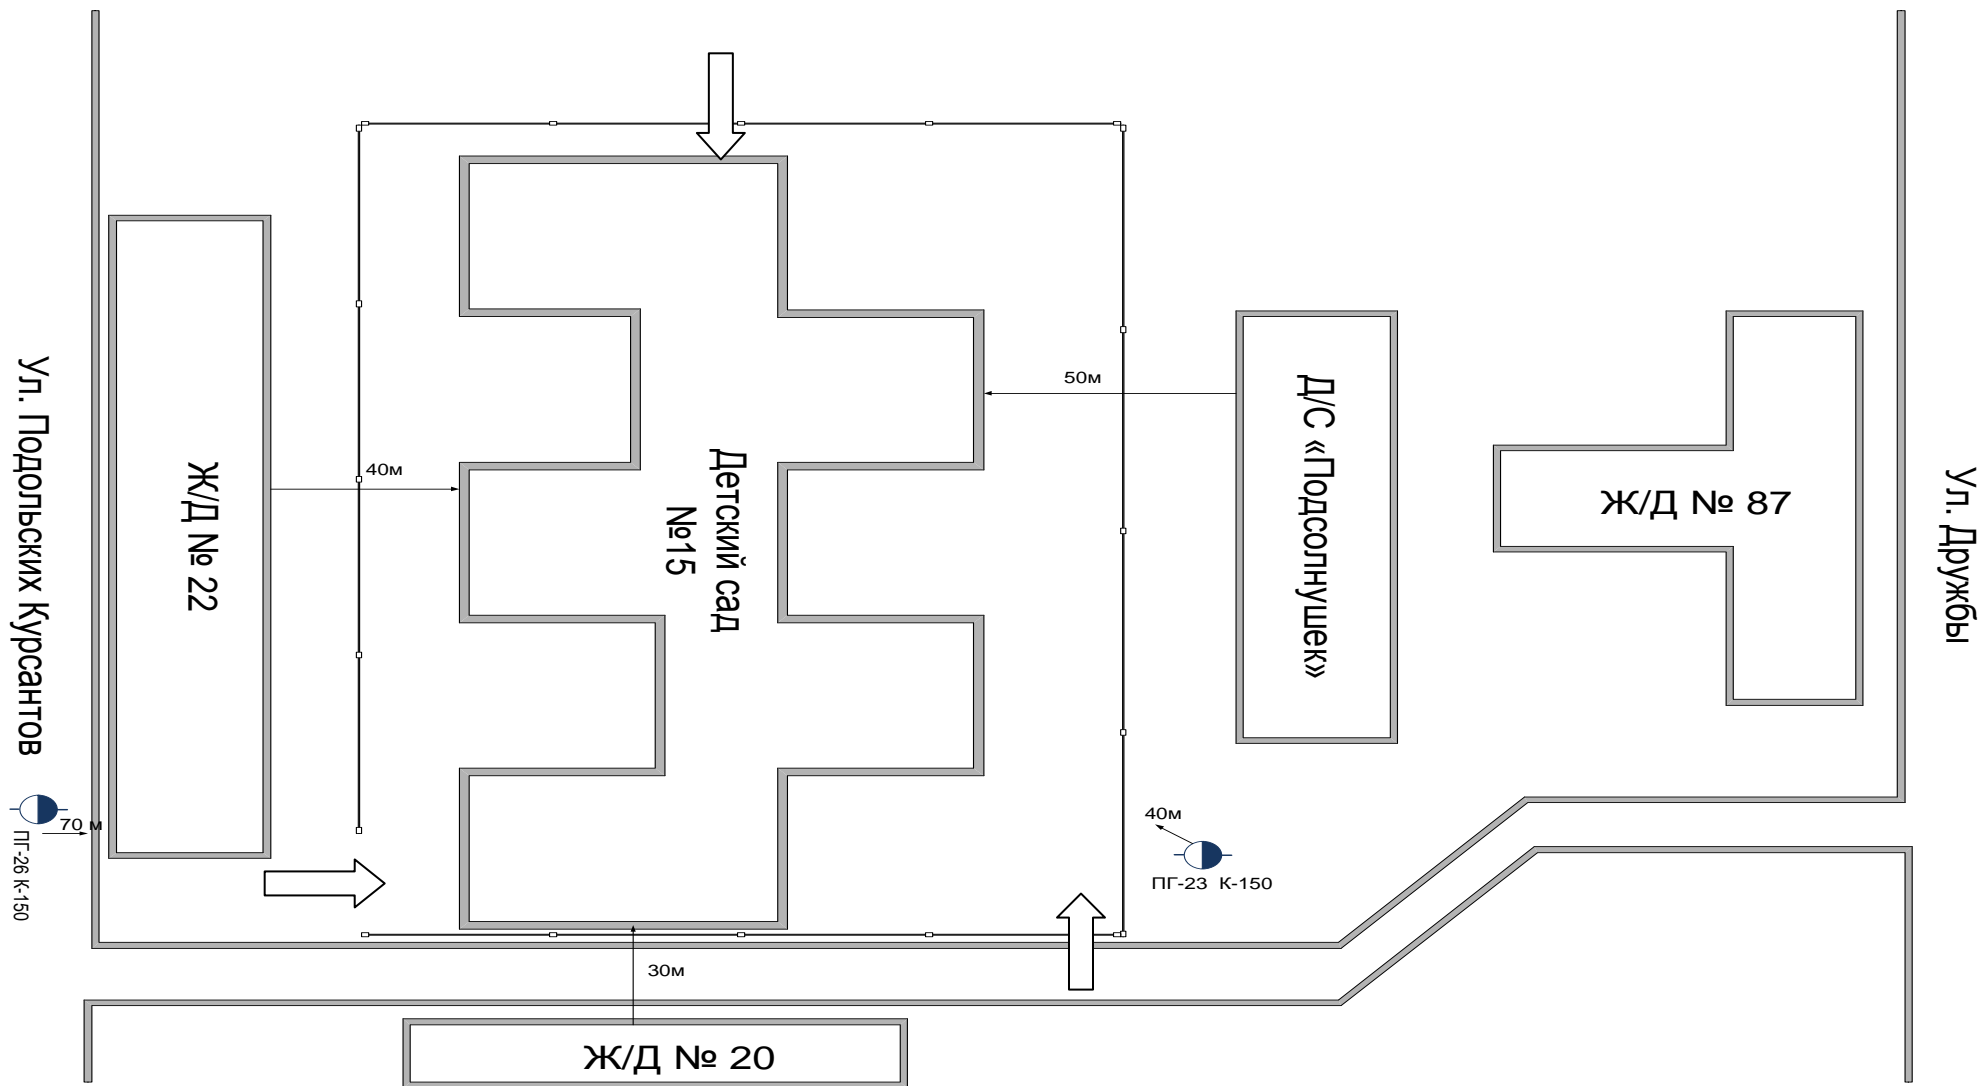 Ул. Подольских Курсантов
Ж/Д № 22
40м
Детский сад
№15
50м
Д/С «Подсолнушек»
Ж/Д № 87
Ул. Дружбы
70 м
ПГ-26 К-150
40м
ПГ-23 К-150
30м
Ж/Д № 20